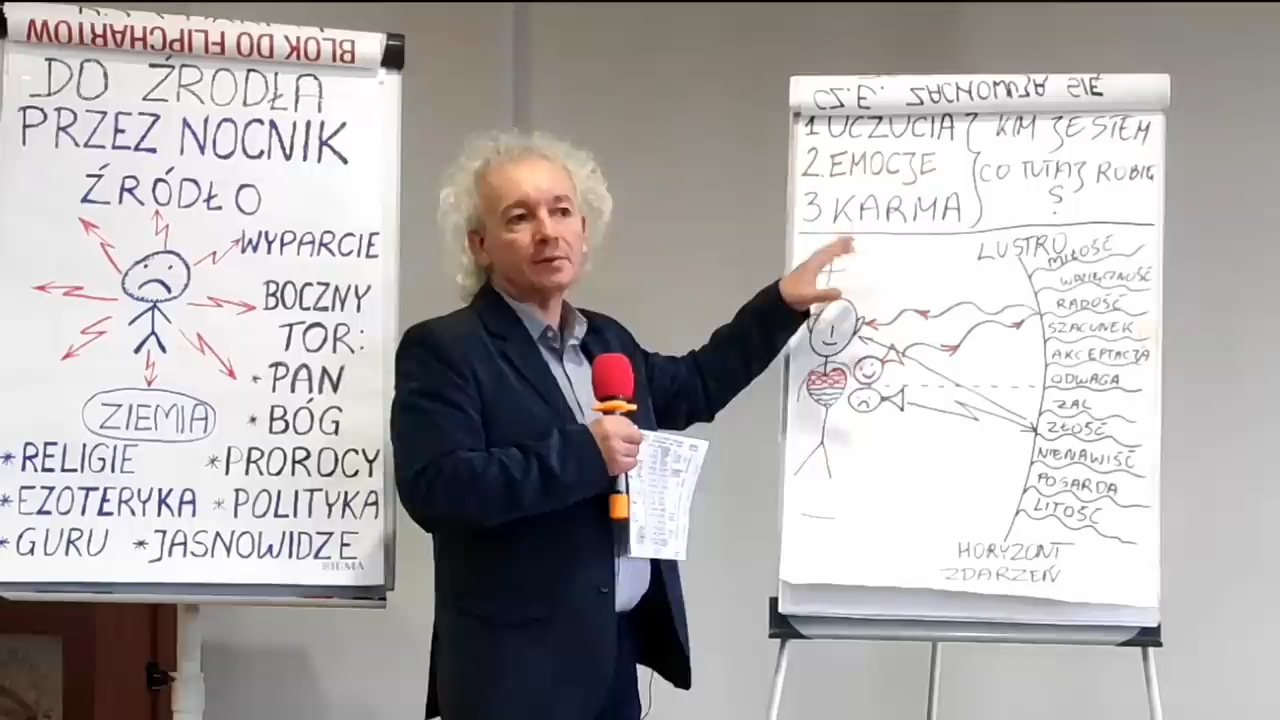 BLOK DO FLIPCHARTÓW
DO ŹRODŁA
PRZEZ NOCNIK
ŹRÓDŁO
WYPARCIE
BOCZNY
TOR:
* PAN
* BÓG
ZIEMIA
* RELIGIE
* PROROCY
* EZOTERYKA
* POLITYKA
* GURU
* JASNOWIDZE
SIGMA
1 UCZUCIA } KIM JESTEM
2. EMOCJE
3 KARMA
CO TUTAJ ROBIĘ
?
LUSTRO
MIŁOŚĆ
WDZIĘCZNOŚĆ
RADOŚĆ
SZACUNEK
AKCEPTACJA
ODWAGA
ŻAL
ZŁOŚĆ
NIENAWIŚĆ
POGARDA
LITOŚĆ
HORYZONT
ZDARZEŃ